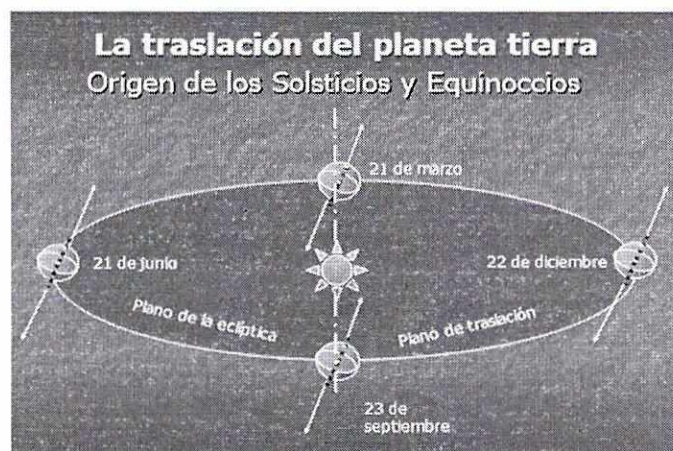 La traslación del planeta tierra
Origen de los Solsticios y Equinoccios
21 de marzo
21 de junio
22 de diciembre
Plano de la eclíptica
Plano de traslación
23 de
septiembre